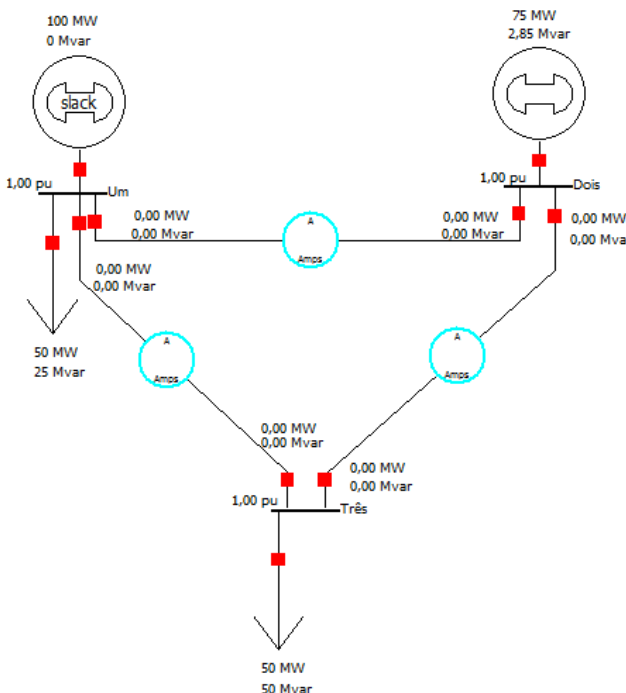 100 MW
0 Mvar
slack
75 MW
2,85 Mvar
1,00 pu
Um
1,00 pu
Dois
0,00 MW
0,00 Mvar
A
Amps
0,00 MW
0,00 Mvar
0,00 MW
0,00 Mva
0,00 MW
0,00 Mvar
50 MW
25 Mvar
A
Amps
A
Amps
0,00 MW
0,00 Mvar
0,00 MW
0,00 Mvar
1,00 pu
Três
50 MW
50 Mvar